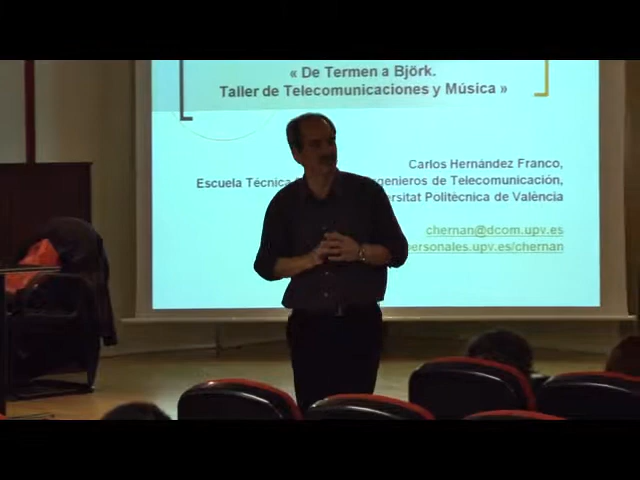 « De Termen a Björk.
Taller de Telecomunicaciones y Música »
Carlos Hernández Franco,
Escuela Técnica genieros de Telecomunicación,
ersitat Politècnica de València
chernan@dcom.upv.es
personales.upv.es/chernan